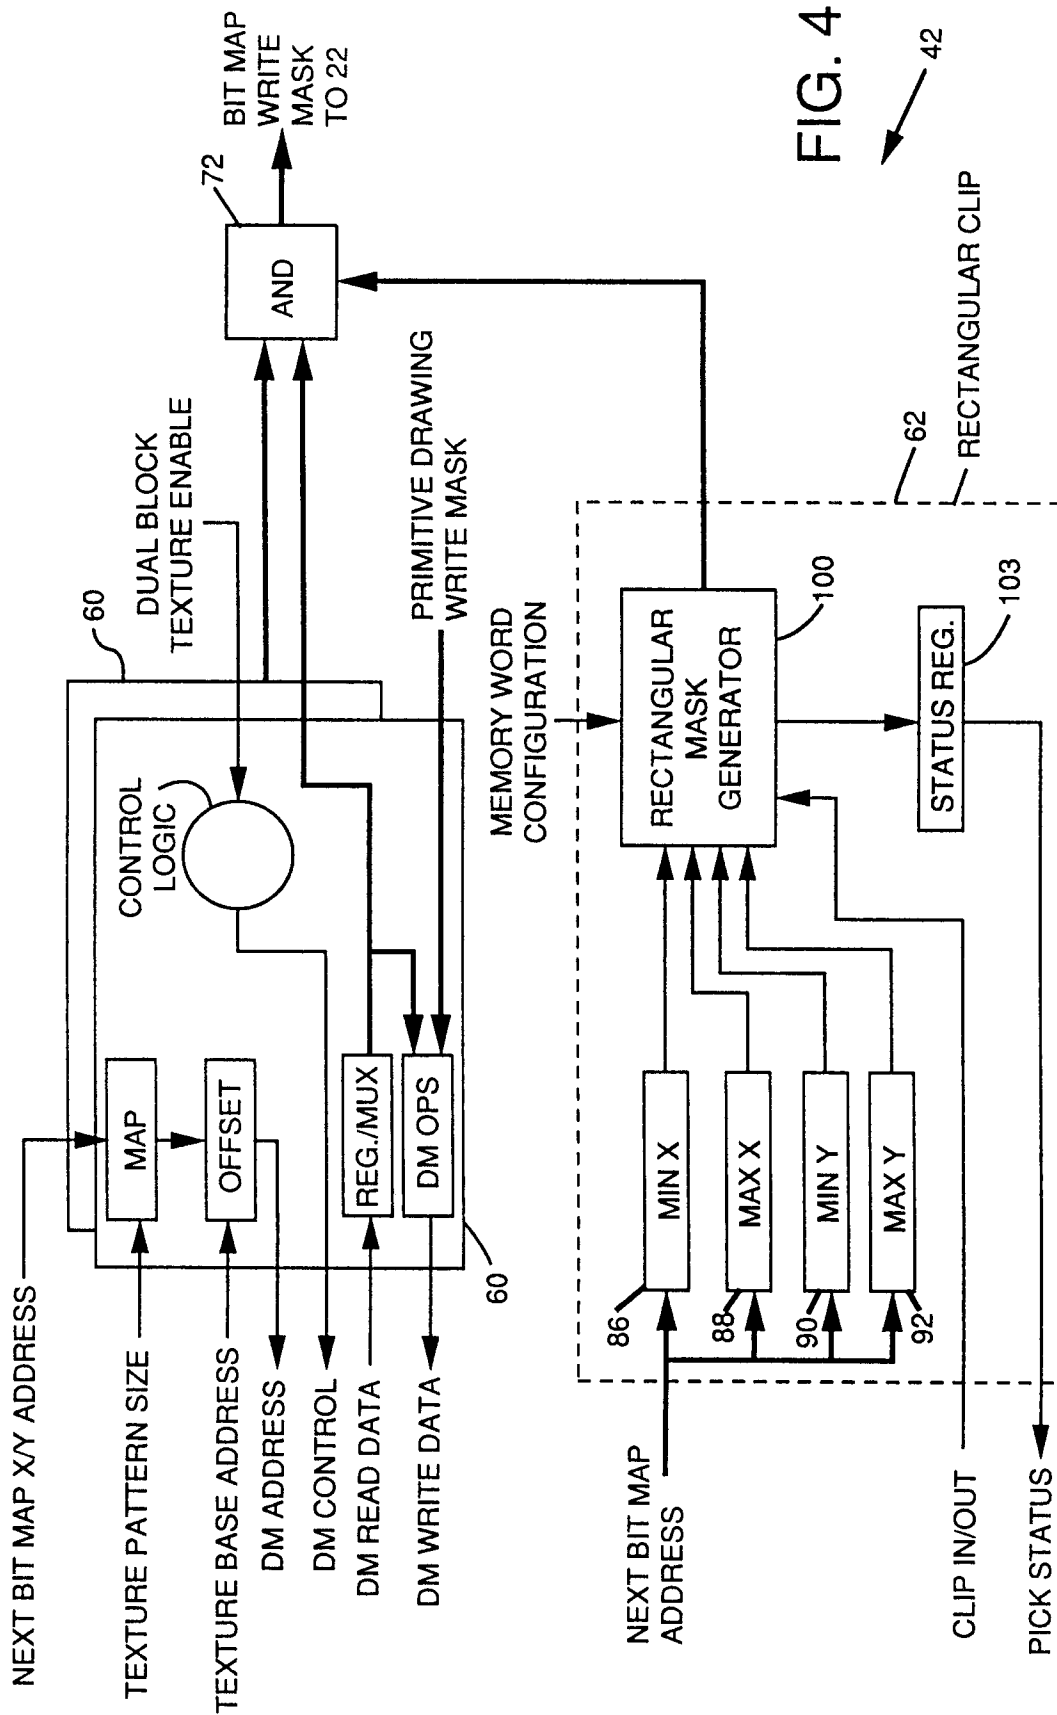 NEXT BIT MAP X/Y ADDRESS
TEXTURE PATTERN SIZE
TEXTURE BASE ADDRESS
DM ADDRESS
DM CONTROL
DM READ DATA
DM WRITE DATA
60
MAP
OFFSET
REG./MUX
DM OPS
CONTROL
LOGIC
60
DUAL BLOCK
TEXTURE ENABLE
PRIMITIVE DRAWING
WRITE MASK
AND
72
BIT MAP
WRITE
MASK
TO 22
NEXT BIT MAP
ADDRESS
CLIP IN/OUT
PICK STATUS
86
88
90
92
MIN X
MAX X
MIN Y
MAX Y
MEMORY WORD
CONFIGURATION
RECTANGULAR
MASK
GENERATOR
100
STATUS REG.
103
62
RECTANGULAR CLIP
42
FIG. 4